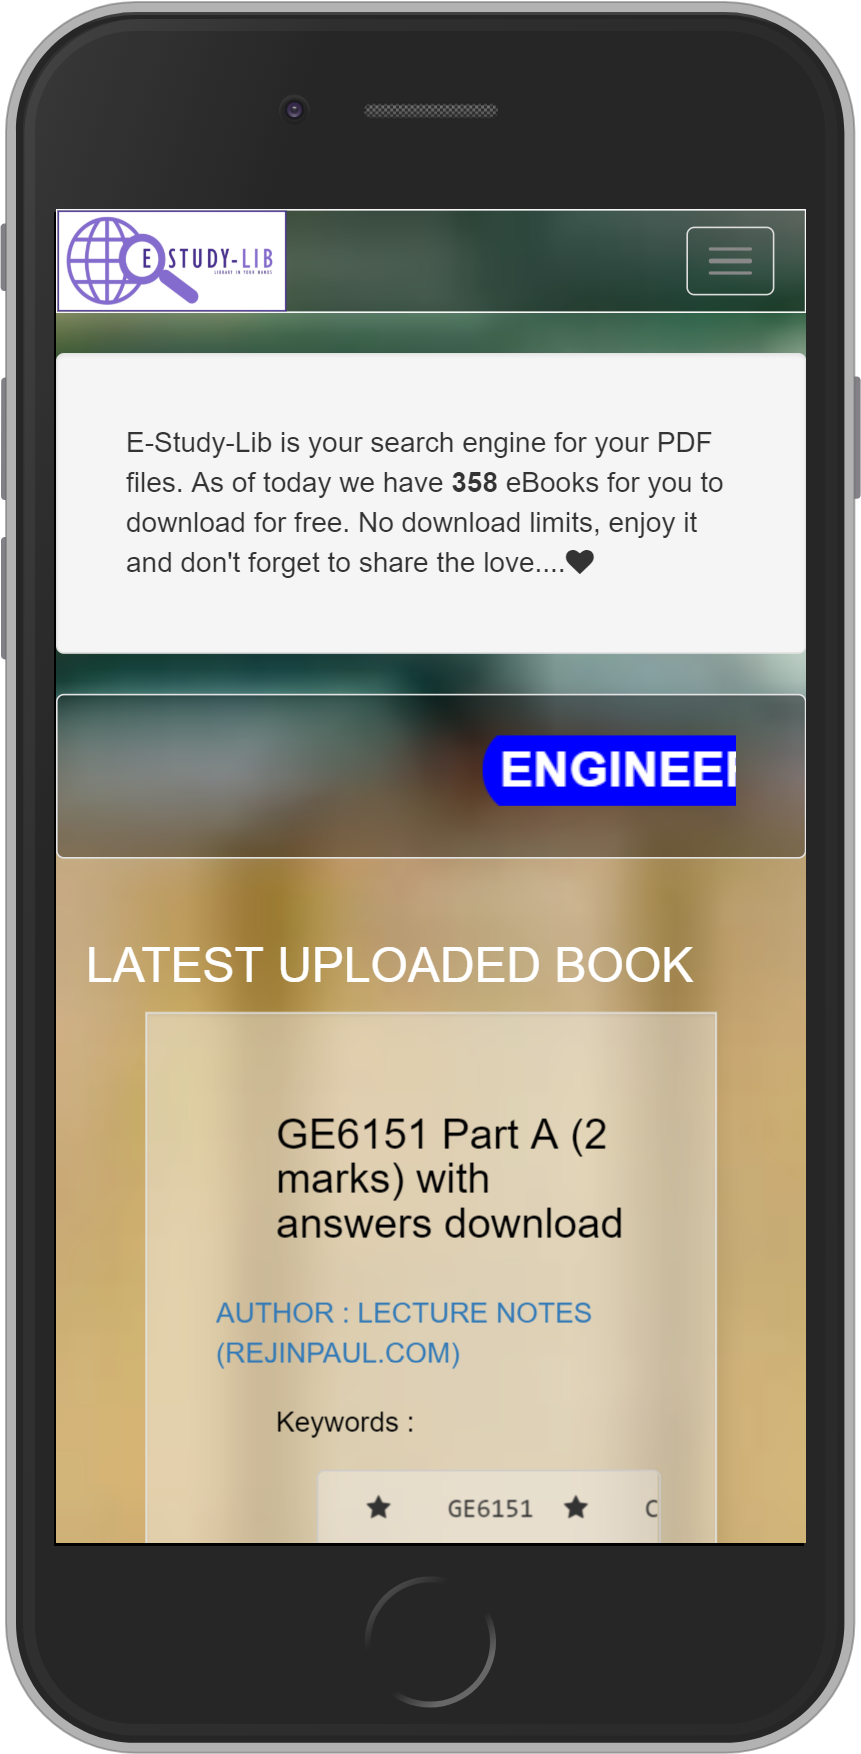 E STUDY-LIB
LIBRARY IN YOUR HANDS
E-Study-Lib is your search engine for your PDF
files. As of today we have 358 eBooks for you to
download for free. No download limits, enjoy it
and don't forget to share the love....
ENGINEE
LATEST UPLOADED BOOK
GE6151 Part A (2
marks) with
answers download
AUTHOR : LECTURE NOTES
(REJINPAUL.COM)
Keywords :
GE6151 C